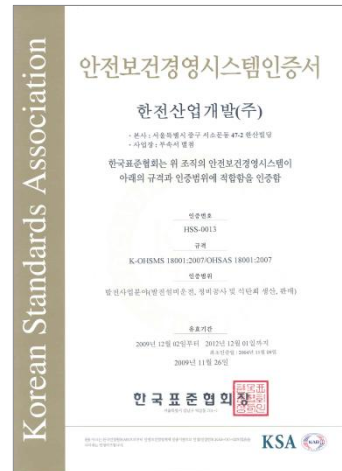 Korean Standards Association
안전보건경영시스템인증서
한전산업개발(주)
- 본사 : 서울특별시 중구 서소문동 47-2 한산빌딩
- 사업장 : 부속서 별첨
한국표준협회는 위 조직의 안전보건경영시스템이
아래의 규격과 인증범위에 적합함을 인증함
인증번호
HSS-0013
규격
K-OHSMS 18001:2007/OHSAS 18001:2007
인증범위
발전사업분야(발전설비운전, 정비공사 및 석탄회 생산, 판매)
유효기간
2009년 12월 02일부터 2012년 12월 01일까지
2009년 11월 26일
한국표준협회장
KSA